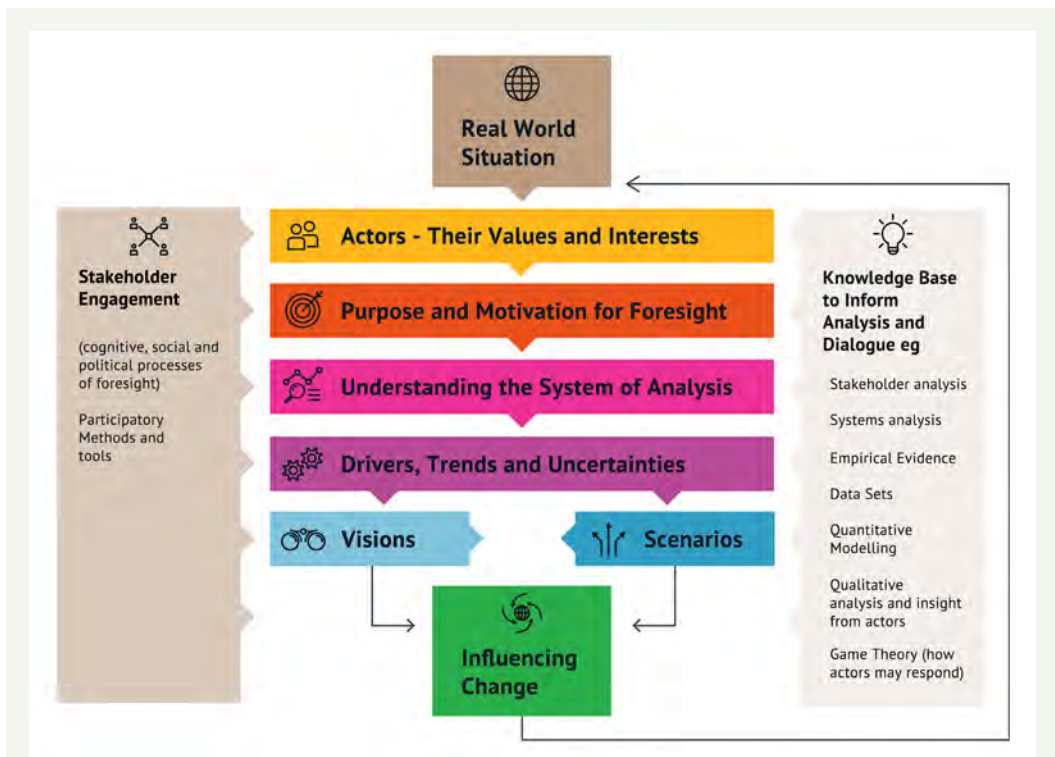 Real World
Situation
Stakeholder
Engagement
(cognitive, social and
political processes
of foresight)
Participatory
Methods and
tools
Actors - Their Values and Interests
Purpose and Motivation for Foresight
Understanding the System of Analysis
Drivers, Trends and Uncertainties
Visions
Scenarios
Influencing
Change
Knowledge Base
to Inform
Analysis and
Dialogue eg
Stakeholder analysis
Systems analysis
Empirical Evidence
Data Sets
Quantitative
Modelling
Qualitative
analysis and insight
from actors
Game Theory (how
actors may respond)